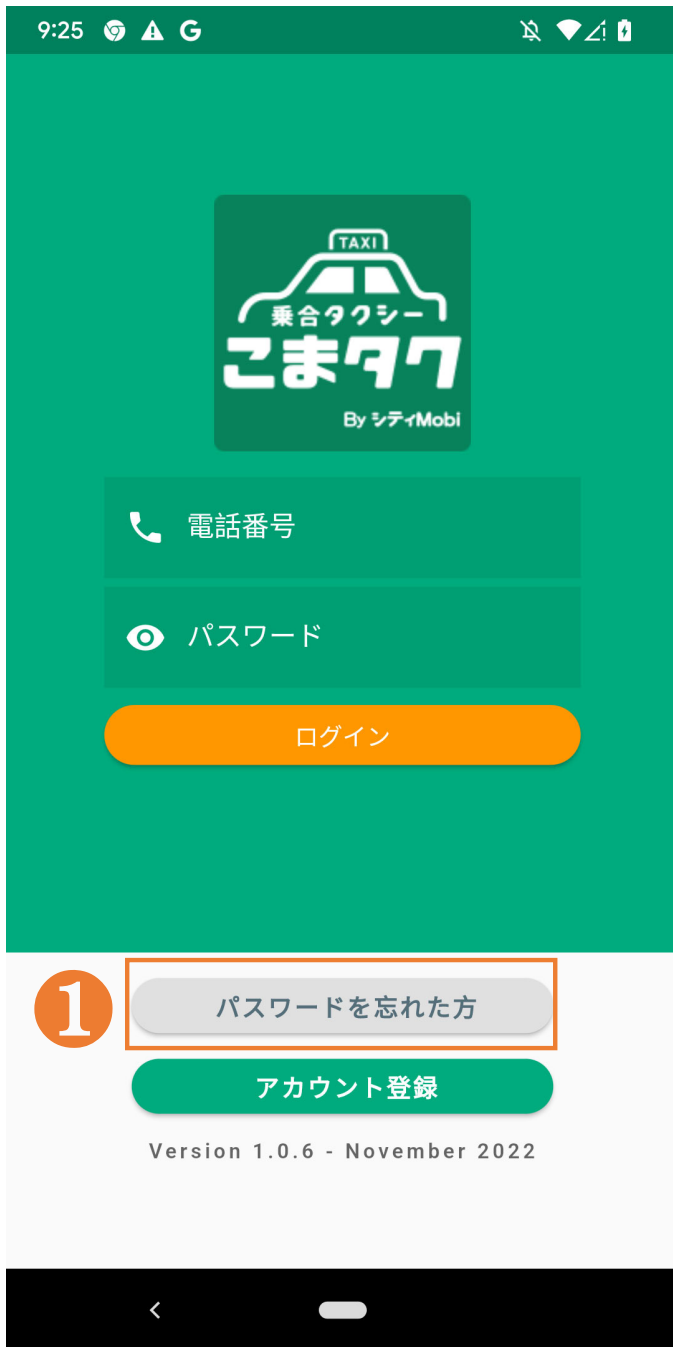 9:25
TAXI
乗合タクシー
こまタク
By シティMobi
電話番号
パスワード
ログイン
1
パスワードを忘れた方
アカウント登録
Version 1.0.6 - November 2022